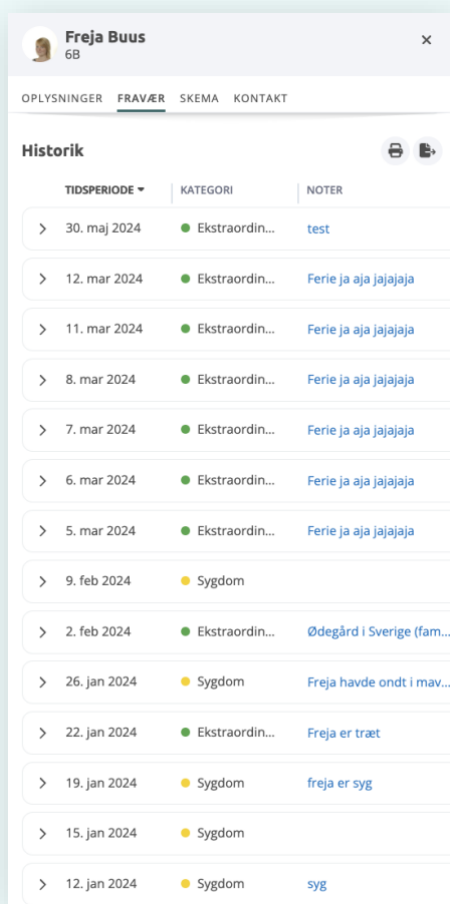 Freja Buus
6B
OPLYSNINGER FRAVÆR SKEMA KONTAKT
Historik
TIDSPERIODE KATEGORI NOTER
30. maj 2024 Ekstraordin... test
12. mar 2024 Ekstraordin... Ferie ja aja jajajaja
11. mar 2024 Ekstraordin... Ferie ja aja jajajaja
8. mar 2024 Ekstraordin... Ferie ja aja jajajaja
7. mar 2024 Ekstraordin... Ferie ja aja jajajaja
6. mar 2024 Ekstraordin... Ferie ja aja jajajaja
5. mar 2024 Ekstraordin... Ferie ja aja jajajaja
9. feb 2024 Sygdom
2. feb 2024 Ekstraordin... Ødegård i Sverige (fam...
26. jan 2024 Sygdom Freja havde ondt i mav...
22. jan 2024 Ekstraordin... Freja er træt
19. jan 2024 Sygdom freja er syg
15. jan 2024 Sygdom
12. jan 2024 Sygdom syg